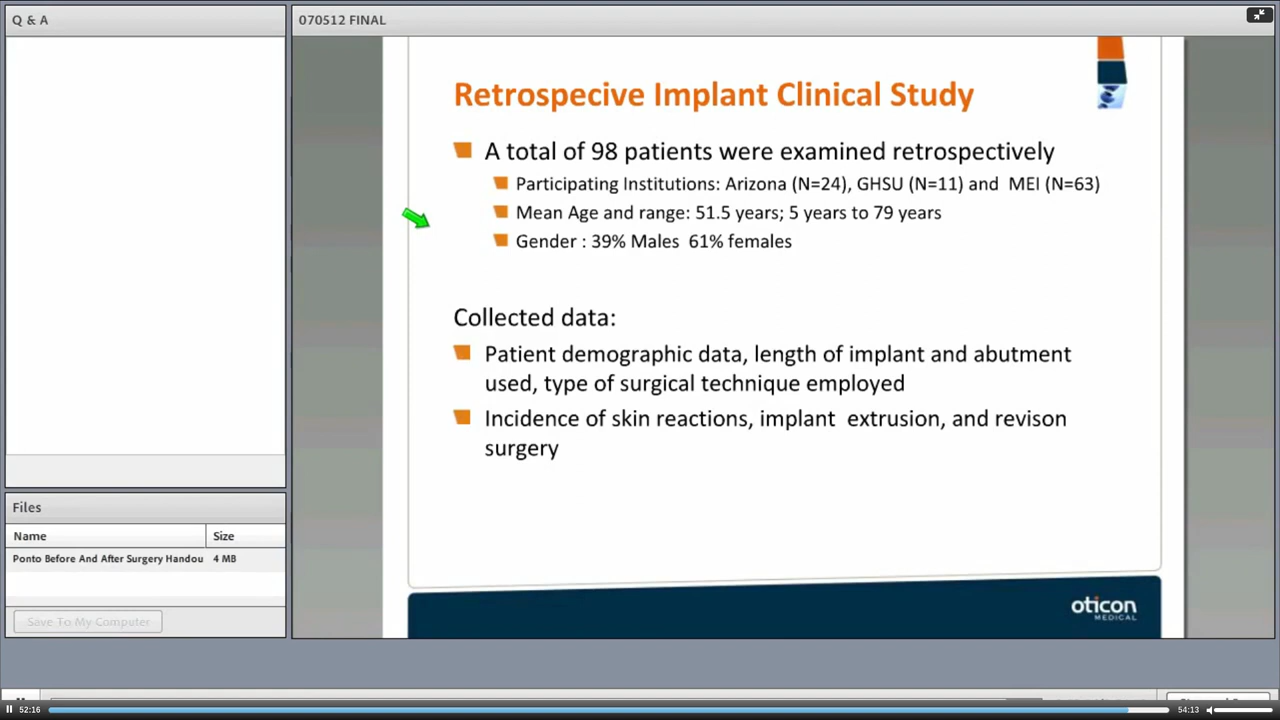 Q & A
070512 FINAL
Retrospecive Implant Clinical Study
A total of 98 patients were examined retrospectively
Participating Institutions: Arizona (N=24), GHSU (N=11) and MEI (N=63)
Mean Age and range: 51.5 years; 5 years to 79 years
Gender : 39% Males 61% females
Collected data:
Patient demographic data, length of implant and abutment
used, type of surgical technique employed
Incidence of skin reactions, implant extrusion, and revison
surgery
oticon
MEDICAL
Files
Name Size
Ponto Before And After Surgery Handou 4 MB
Save To My Computer
52:16
54:13